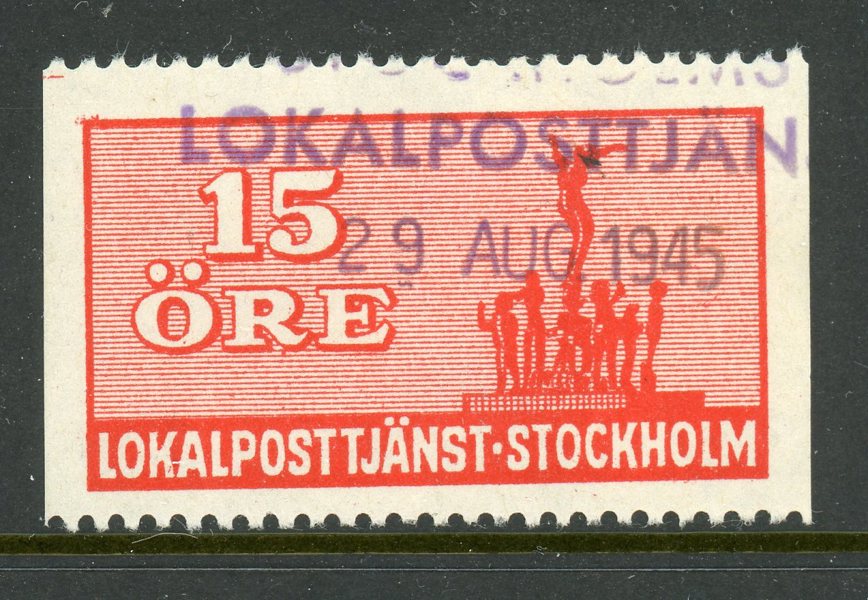 LOKALPOSTTJÄN
15
ÖRE
29 AUG. 1945
LOKALPOSTTJÄNST·STOCKHOLM